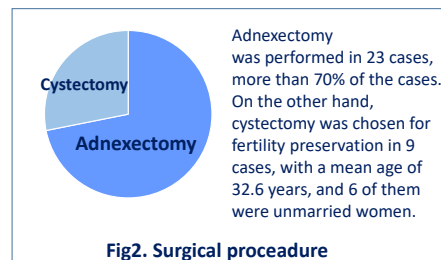 Cystectomy
Adnexectomy
Adnexectomy
was performed in 23 cases,
more than 70% of the cases.
On the other hand,
cystectomy was chosen for
fertility preservation in 9
cases, with a mean age of
32.6 years, and 6 of them
were unmarried women.
Fig2. Surgical proceadure